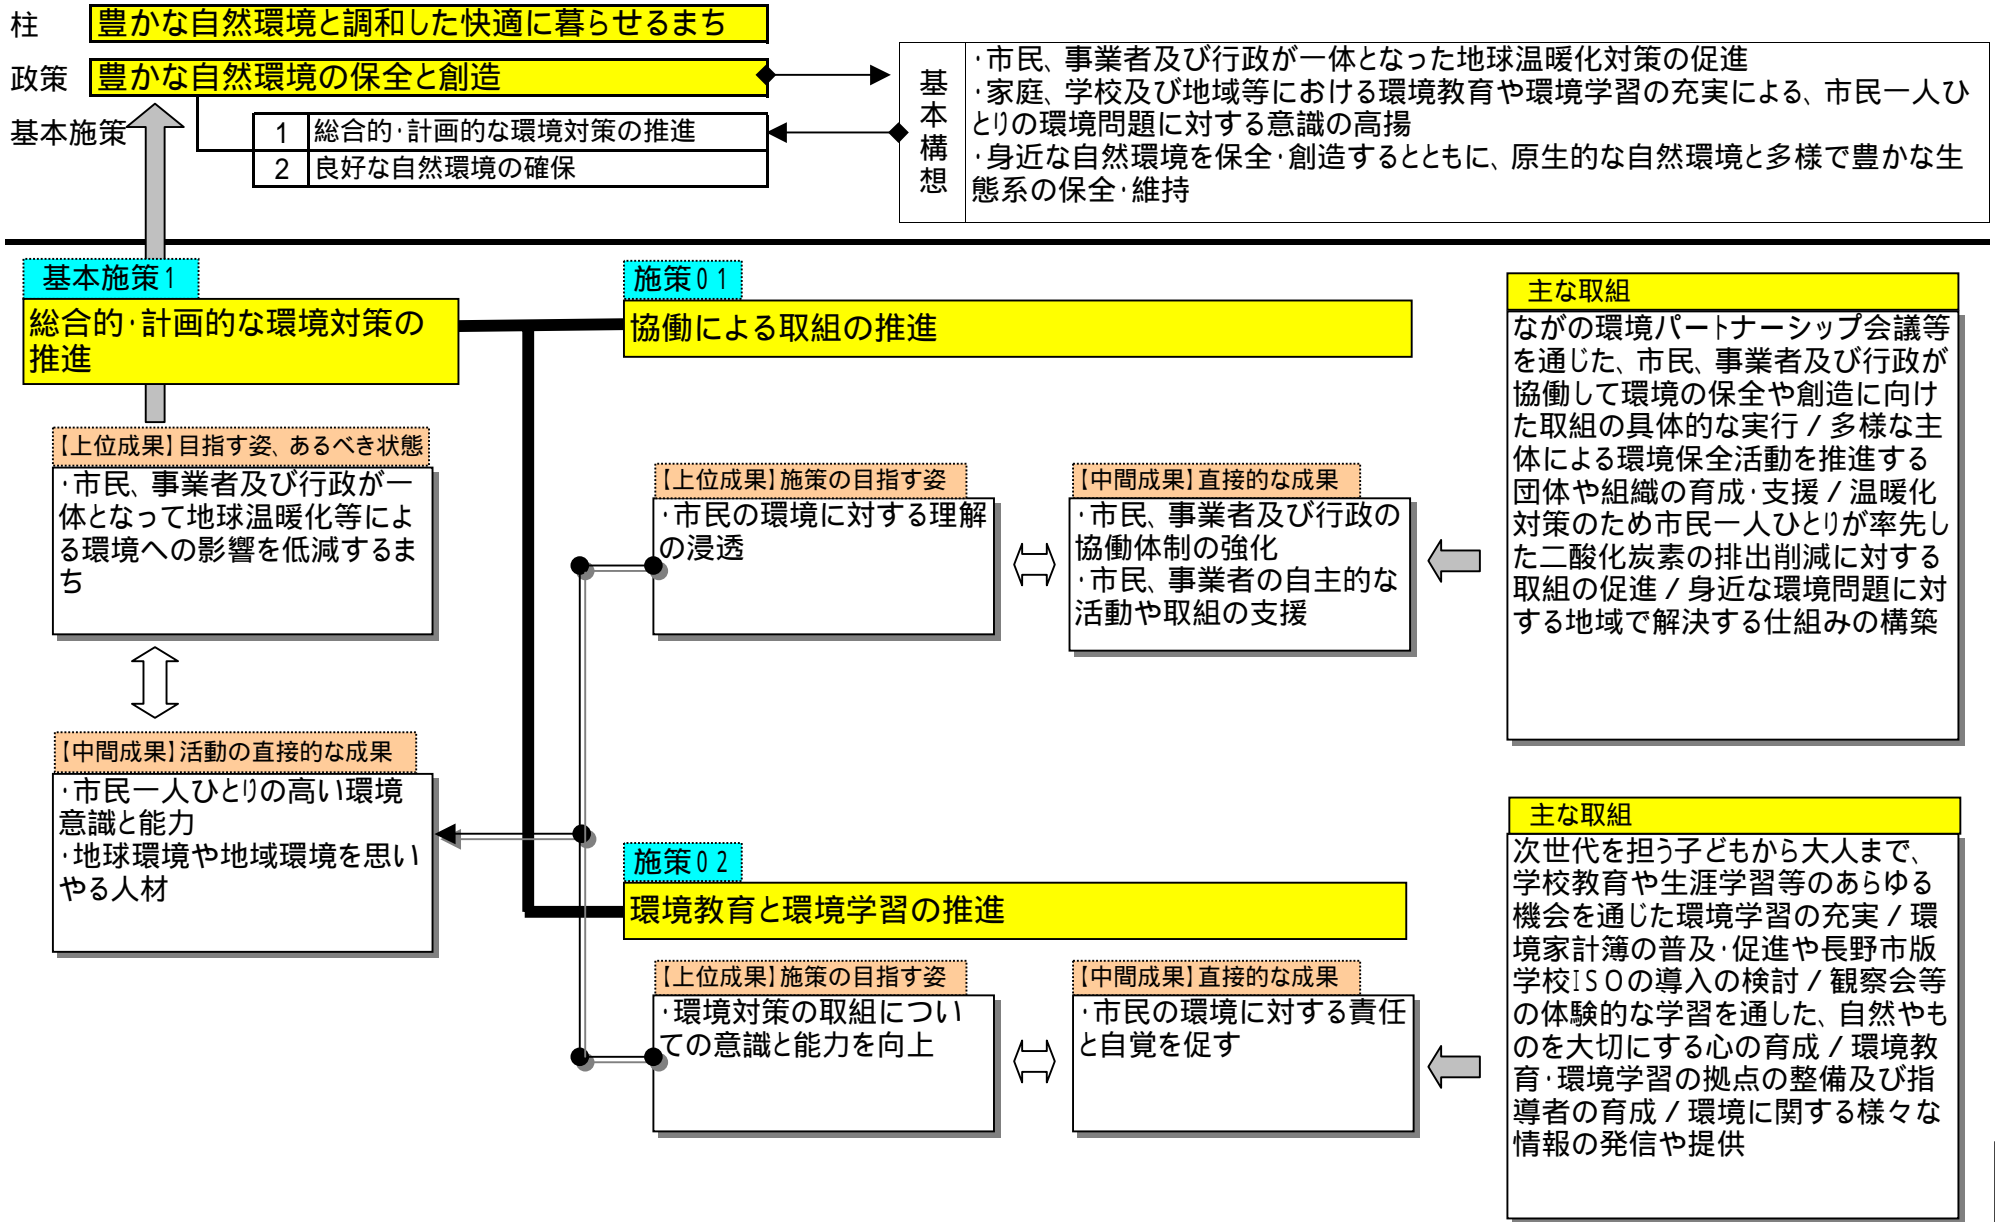 柱
豊かな自然環境と調和した快適に暮らせるまち
政策
豊かな自然環境の保全と創造
基本施策
1 総合的･計画的な環境対策の推進
2 良好な自然環境の確保
基本構想
･市民、事業者及び行政が一体となった地球温暖化対策の促進
･家庭、学校及び地域等における環境教育や環境学習の充実による、市民一人ひ
とりの環境問題に対する意識の高揚
･身近な自然環境を保全･創造するとともに、原生的な自然環境と多様で豊かな生
態系の保全･維持
基本施策1
総合的･計画的な環境対策の
推進
【上位成果】目指す姿、あるべき状態
･市民、事業者及び行政が一
体となって地球温暖化等によ
る環境への影響を低減するま
ち
【中間成果】活動の直接的な成果
･市民一人ひとりの高い環境
意識と能力
･地球環境や地域環境を思い
やる人材
施策01
協働による取組の推進
【上位成果】施策の目指す姿
･市民の環境に対する理解
の浸透
【中間成果】直接的な成果
･市民、事業者及び行政の
協働体制の強化
･市民、事業者の自主的な
活動や取組の支援
主な取組
ながの環境パートナーシップ会議等
を通じた、市民、事業者及び行政が
協働して環境の保全や創造に向け
た取組の具体的な実行／多様な主
体による環境保全活動を推進する
団体や組織の育成･支援／温暖化
対策のため市民一人ひとりが率先し
た二酸化炭素の排出削減に対する
取組の促進／身近な環境問題に対
する地域で解決する仕組みの構築
施策02
環境教育と環境学習の推進
【上位成果】施策の目指す姿
･環境対策の取組につい
ての意識と能力を向上
【中間成果】直接的な成果
･市民の環境に対する責任
と自覚を促す
主な取組
次世代を担う子どもから大人まで、
学校教育や生涯学習等のあらゆる
機会を通じた環境学習の充実／環
境家計簿の普及･促進や長野市版
学校ISOの導入の検討／観察会等
の体験的な学習を通した、自然やも
のを大切にする心の育成／環境教
育･環境学習の拠点の整備及び指
導者の育成／環境に関する様々な
情報の発信や提供